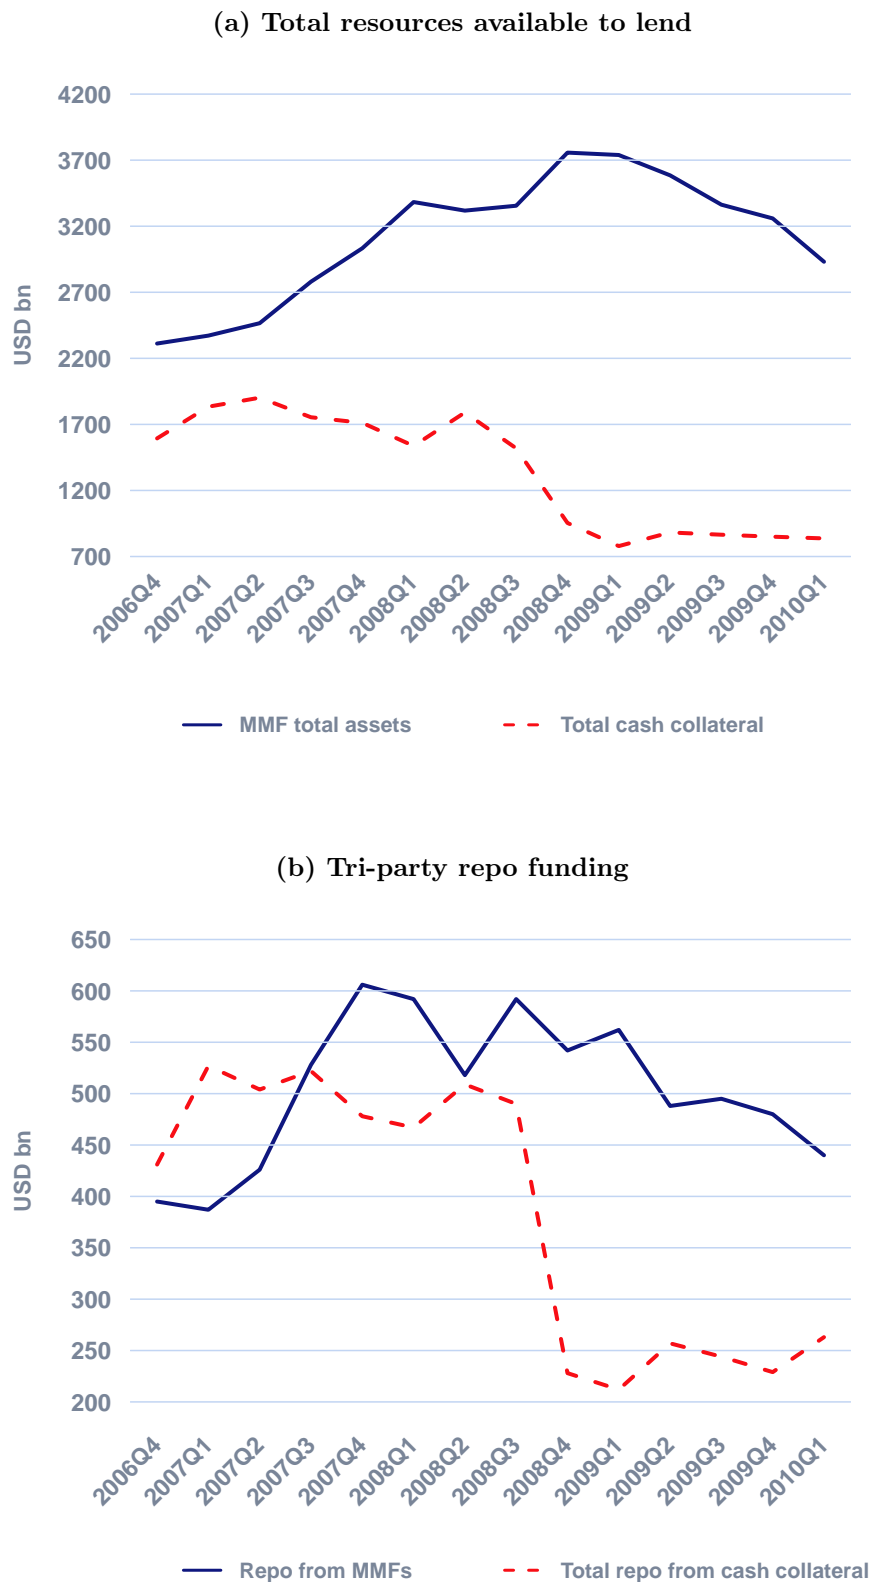 (a) Total resources available to lend
4200
3700
3200
2700
2200
1700
1200
700
USD bn
2006Q4 2007Q1 2007Q2 2007Q3 2007Q4 2008Q1 2008Q2 2008Q3 2008Q4 2009Q1 2009Q2 2009Q3 2009Q4 2010Q1
MMF total assets Total cash collateral
(b) Tri-party repo funding
650
600
550
500
450
400
350
300
250
200
USD bn
2006Q4 2007Q1 2007Q2 2007Q3 2007Q4 2008Q1 2008Q2 2008Q3 2008Q4 2009Q1 2009Q2 2009Q3 2009Q4 2010Q1
Repo from MMFs Total repo from cash collateral